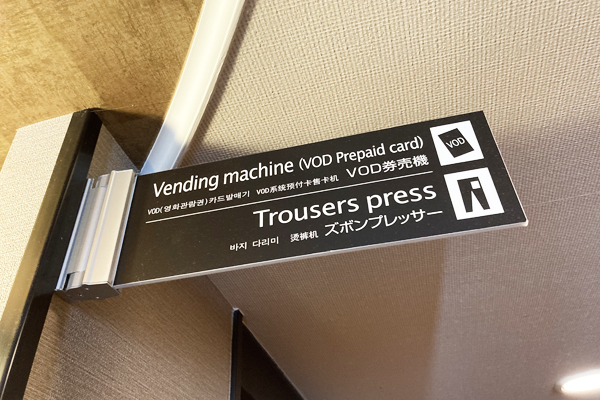 Vending machine (VOD Prepaid card)
VOD(영화관람권)카드발매기 VOD系统预付卡售卡机 VOD券売機
VOD
Trousers press
바지 다리미 烫裤机 ズボンプレッサー